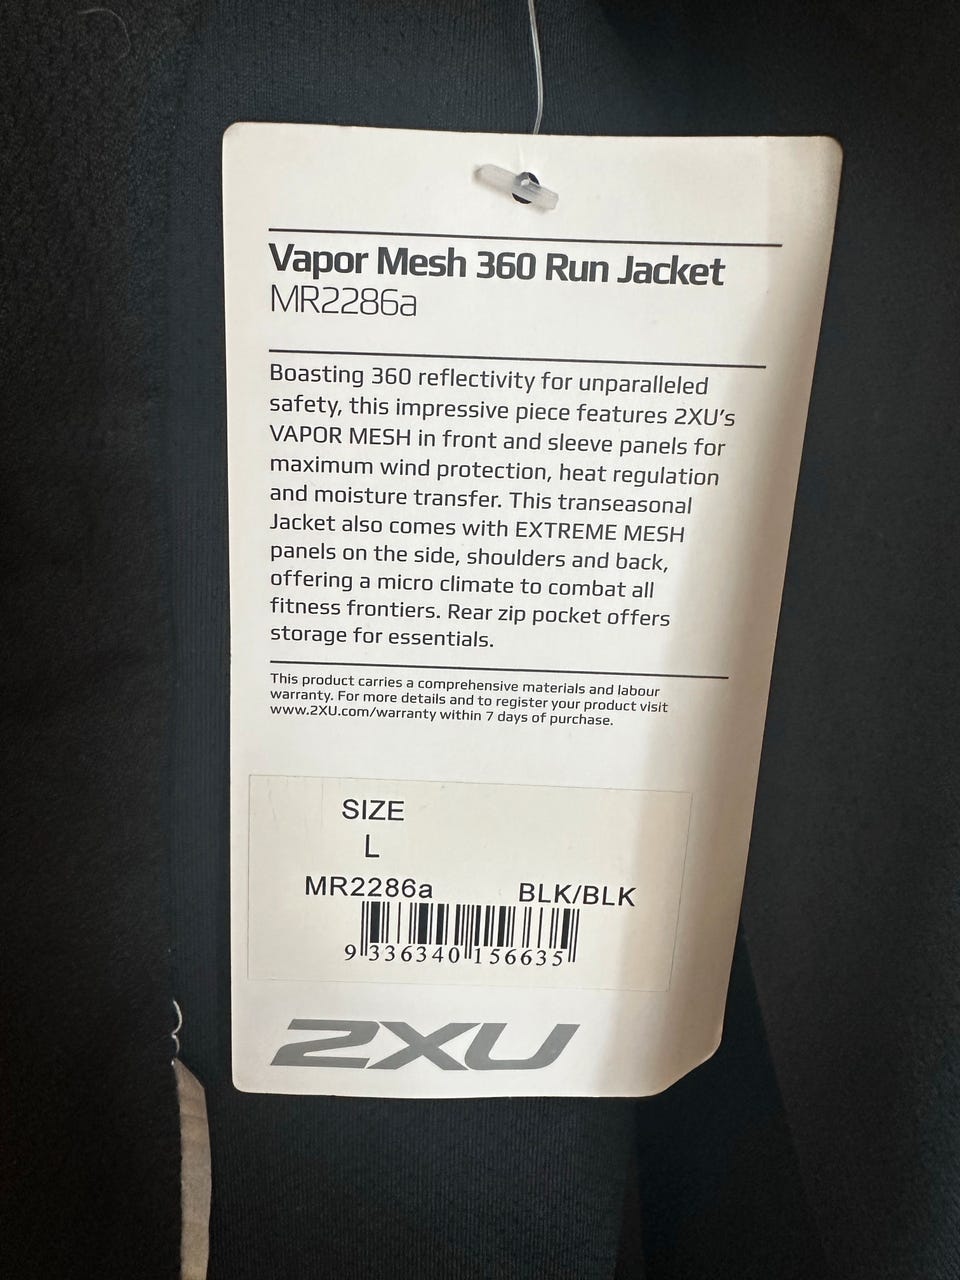 Vapor Mesh 360 Run Jacket
MR2286a
Boasting 360 reflectivity for unparalleled
safety, this impressive piece features 2XU's
VAPOR MESH in front and sleeve panels for
maximum wind protection, heat regulation
and moisture transfer. This transeasonal
Jacket also comes with EXTREME MESH
panels on the side, shoulders and back,
offering a micro climate to combat all
fitness frontiers. Rear zip pocket offers
storage for essentials.
This product carries a comprehensive materials and labour
warranty. For more details and to register your product visit
www.2XU.com/warranty within 7 days of purchase.
SIZE
L
MR2286a BLK/BLK
9 336340 156635
2XU